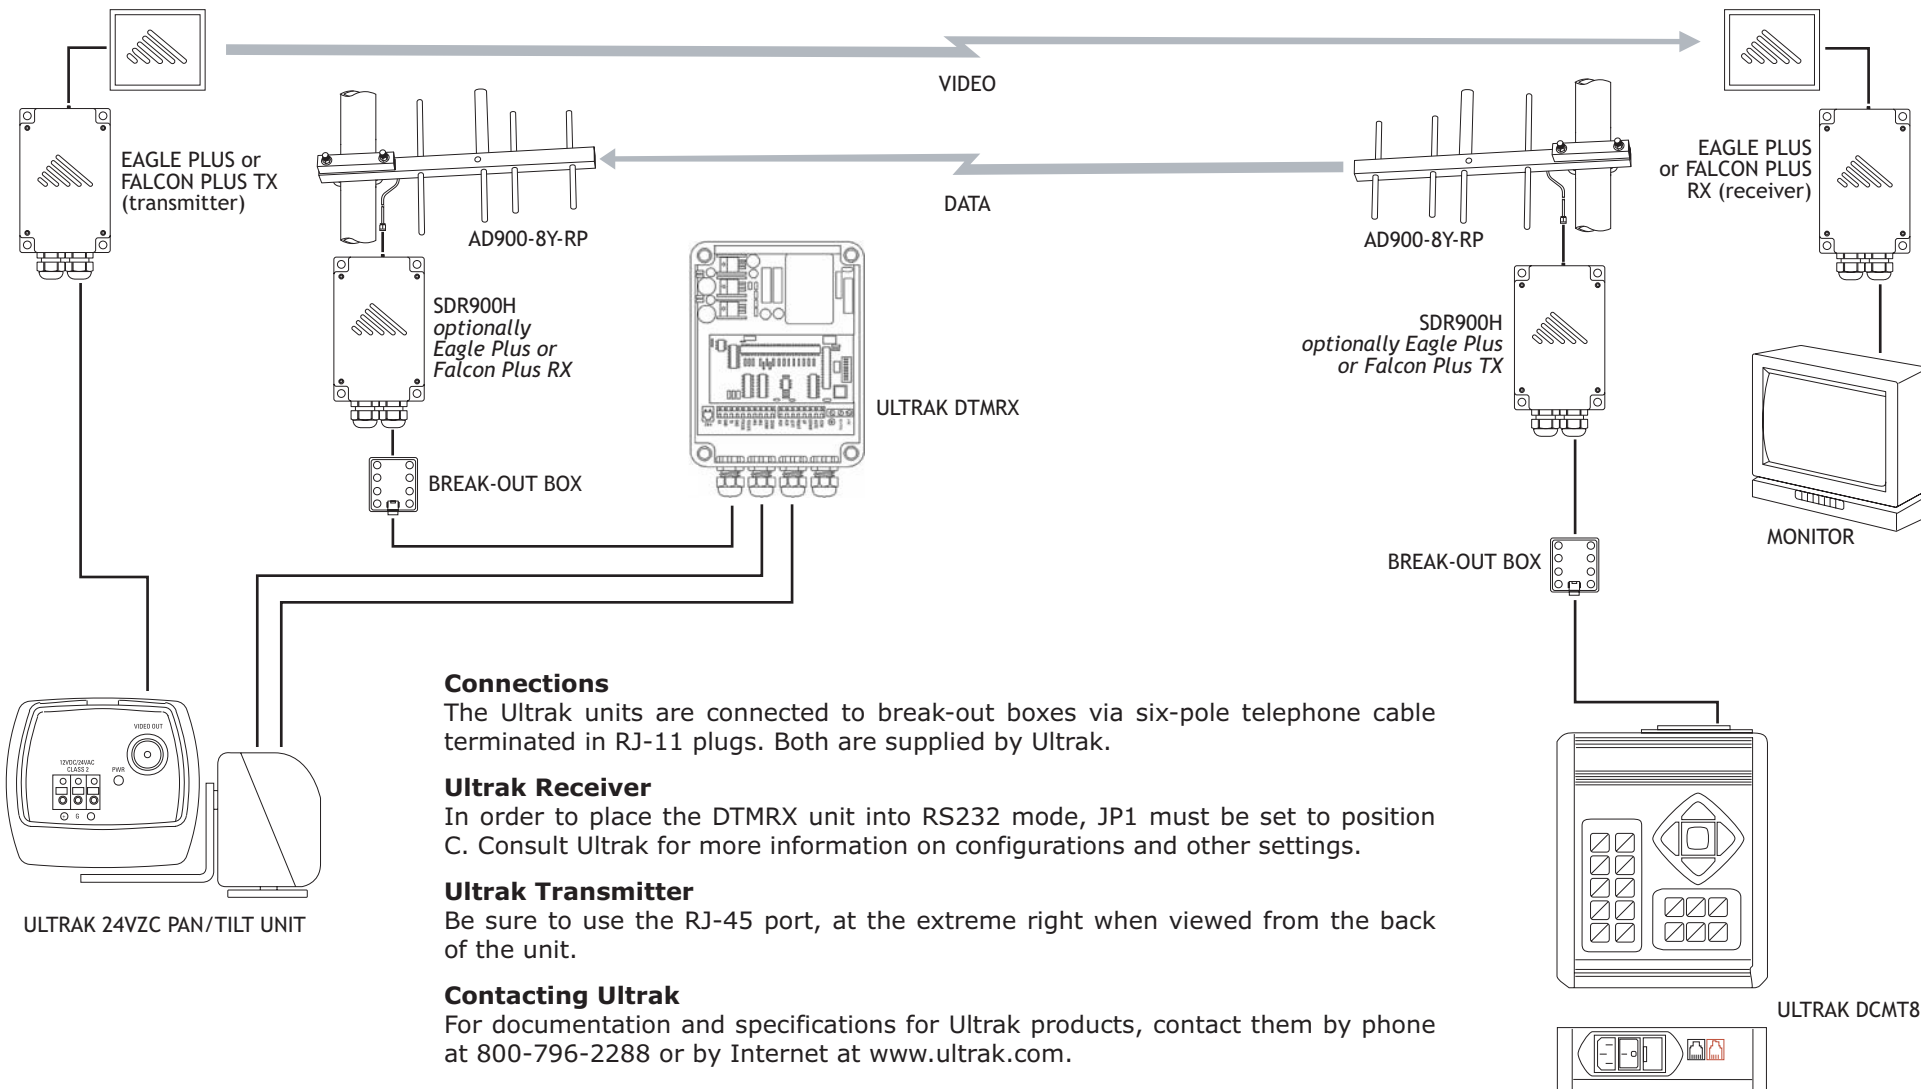 VIDEO
EAGLE PLUS or
FALCON PLUS TX
(transmitter)
EAGLE PLUS
or FALCON PLUS
RX (receiver)
DATA
AD900-8Y-RP
AD900-8Y-RP
SDR900H
optionally
Eagle Plus or
Falcon Plus RX
SDR900H
optionally Eagle Plus
or Falcon Plus TX
ULTRAK DTMRX
BREAK-OUT BOX
MONITOR
BREAK-OUT BOX
VIDEO OUT
12VDC/24VAC
CLASS 2
PWR
G
ULTRAK 24VZC PAN/TILT UNIT
Connections
The Ultrak units are connected to break-out boxes via six-pole telephone cable
terminated in RJ-11 plugs. Both are supplied by Ultrak.
Ultrak Receiver
In order to place the DTMRX unit into RS232 mode, JP1 must be set to position
C. Consult Ultrak for more information on configurations and other settings.
Ultrak Transmitter
Be sure to use the RJ-45 port, at the extreme right when viewed from the back
of the unit.
Contacting Ultrak
For documentation and specifications for Ultrak products, contact them by phone
at 800-796-2288 or by Internet at www.ultrak.com.
ULTRAK DCMT8